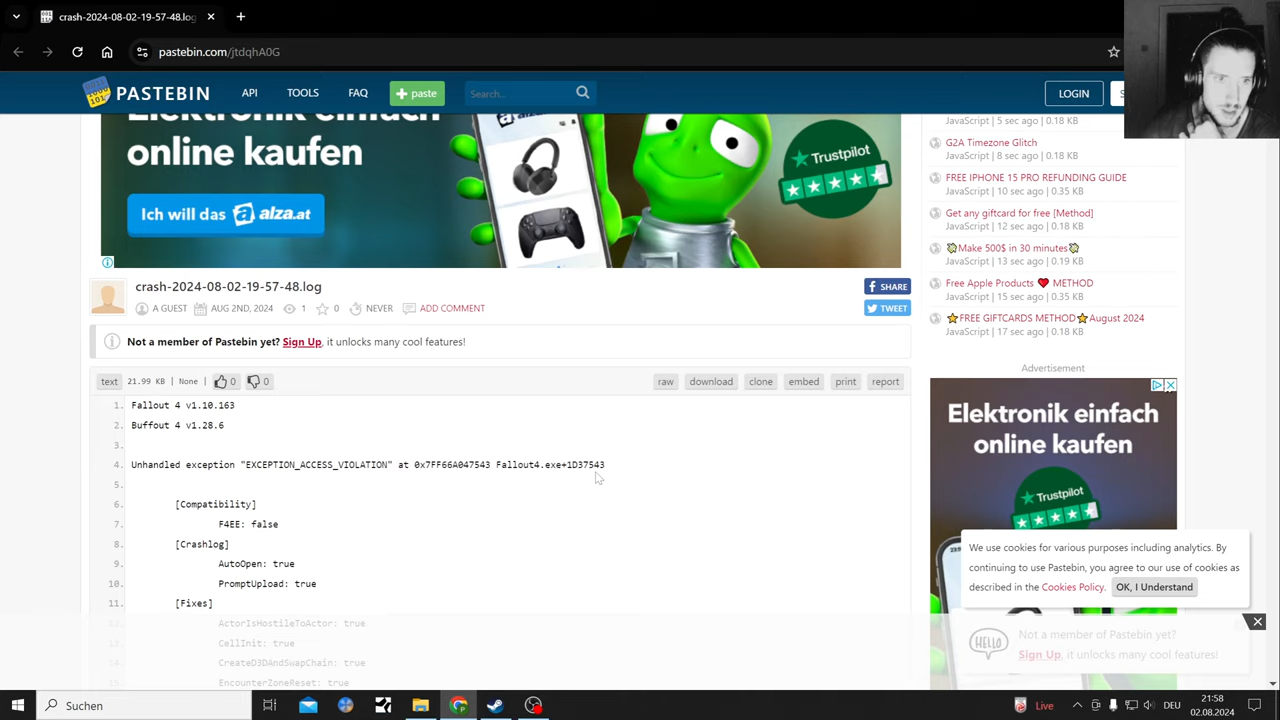 crash-2024-08-02-19-57-48.log
pastebin.com/jtdqhA0G
PASTEBIN
API
TOOLS
FAQ
+ paste
Search...
LOGIN
JavaScript | 5 sec ago | 0.18 KB
G2A Timezone Glitch
JavaScript | 8 sec ago | 0.18 KB
FREE IPHONE 15 PRO REFUNDING GUIDE
JavaScript | 10 sec ago | 0.35 KB
Get any giftcard for free [Method]
JavaScript | 12 sec ago | 0.18 KB
Make 500$ in 30 minutes
JavaScript | 13 sec ago | 0.19 KB
Free Apple Products ❤ METHOD
JavaScript | 15 sec ago | 0.35 KB
⭐FREE GIFTCARDS METHOD⭐August 2024
JavaScript | 17 sec ago | 0.18 KB
Elektronik einfach
online kaufen
Ich will das alza.at
Trustpilot
crash-2024-08-02-19-57-48.log
SHARE
A GUEST
AUG 2ND, 2024
1
0
NEVER
ADD COMMENT
TWEET
Not a member of Pastebin yet? Sign Up, it unlocks many cool features!
Advertisement
text 21.99 KB | None | 0 0
raw
download
clone
embed
print
report
1. Fallout 4 v1.10.163
2. Buffout 4 v1.28.6
3.
4. Unhandled exception "EXCEPTION_ACCESS_VIOLATION" at 0x7FF66A047543 Fallout4.exe+1D37543
5.
6. [Compatibility]
7. F4EE: false
8. [Crashlog]
9. AutoOpen: true
10. PromptUpload: true
11. [Fixes]
12. ActorIsHostileToActor: true
13. CellInit: true
14. CreateD3DAndSwapChain: true
15. EncounterZoneReset: true
Elektronik einfach
online kaufen
Trustpilot
We use cookies for various purposes including analytics. By
continuing to use Pastebin, you agree to our use of cookies as
described in the Cookies Policy. OK, I Understand
HELLO
Not a member of Pastebin yet?
Sign Up, it unlocks many cool features!
Suchen
Live
DEU
21:58
02.08.2024